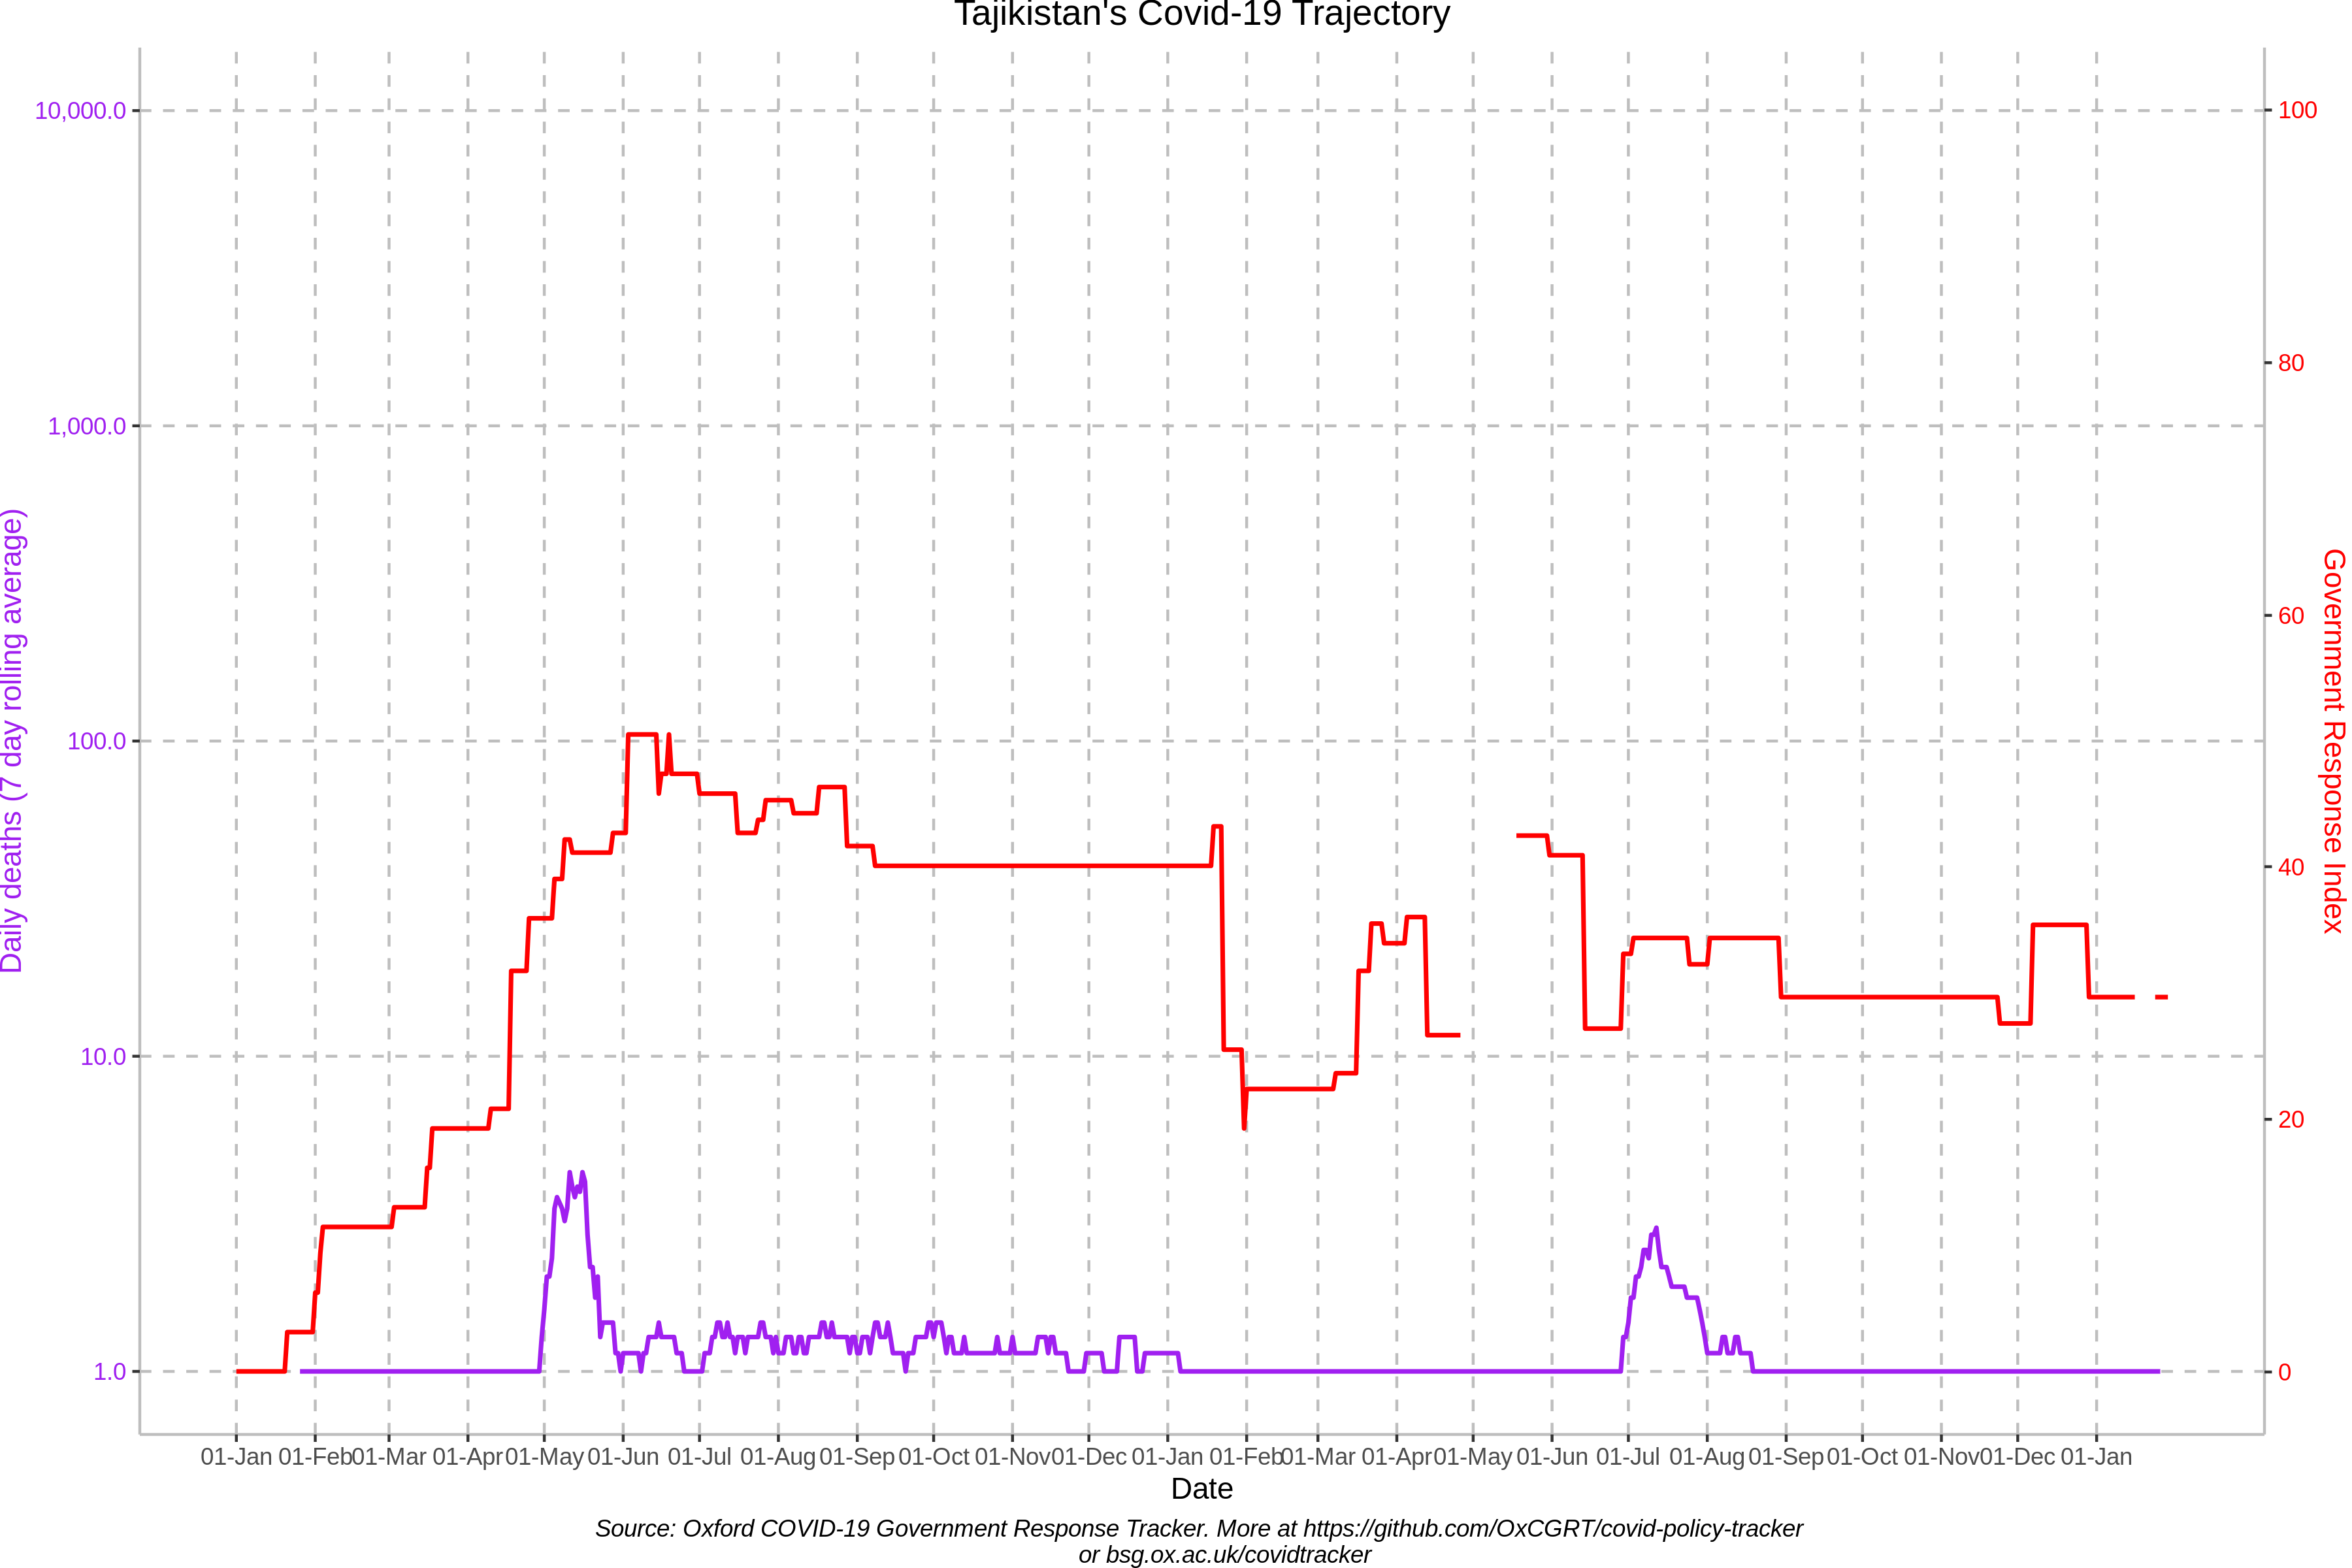 Tajikistan's Covid-19 Trajectory
10,000.0
1,000.0
100.0
10.0
1.0
Daily deaths (7 day rolling average)
100
80
60
40
20
0
Government Response Index
01-Jan 01-Feb 01-Mar 01-Apr 01-May 01-Jun 01-Jul 01-Aug 01-Sep 01-Oct 01-Nov 01-Dec 01-Jan 01-Feb 01-Mar 01-Apr 01-May 01-Jun 01-Jul 01-Aug 01-Sep 01-Oct 01-Nov 01-Dec 01-Jan
Date
Source: Oxford COVID-19 Government Response Tracker. More at https://github.com/OxCGRT/covid-policy-tracker
or bsg.ox.ac.uk/covidtracker